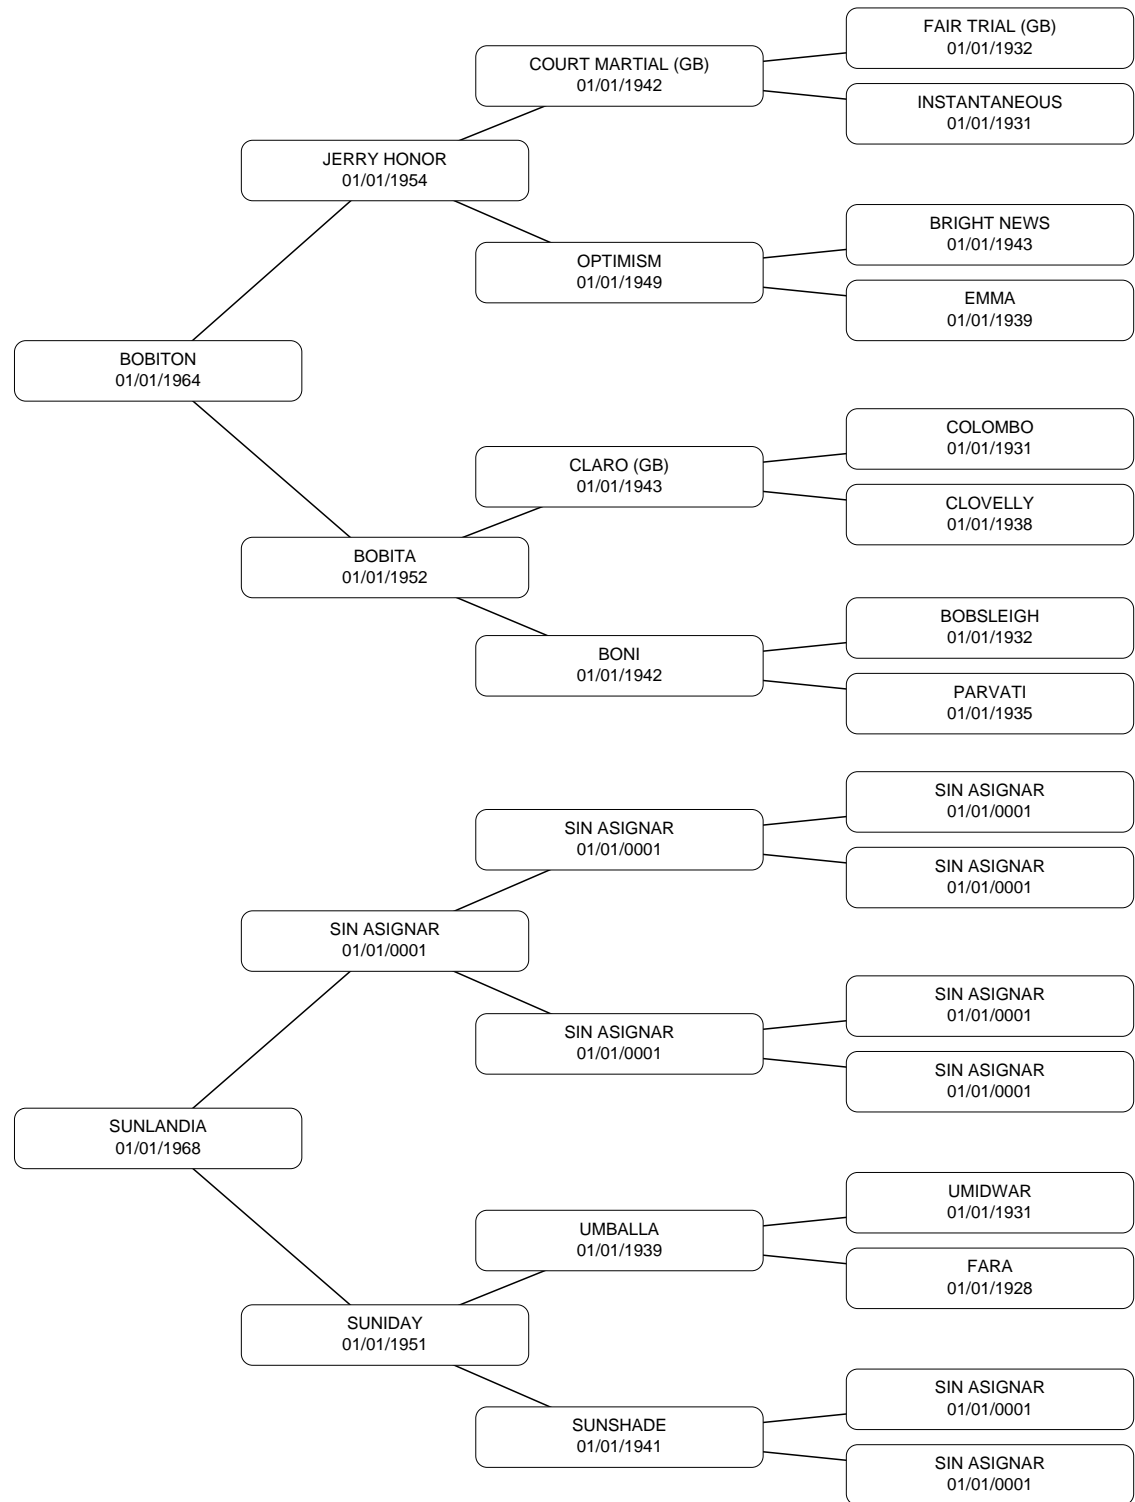 FAIR TRIAL (GB)
01/01/1932
COURT MARTIAL (GB)
01/01/1942
INSTANTANEOUS
01/01/1931
JERRY HONOR
01/01/1954
BRIGHT NEWS
01/01/1943
OPTIMISM
01/01/1949
EMMA
01/01/1939
BOBITON
01/01/1964
COLOMBO
01/01/1931
CLARO (GB)
01/01/1943
CLOVELLY
01/01/1938
BOBITA
01/01/1952
BOBSLEIGH
01/01/1932
BONI
01/01/1942
PARVATI
01/01/1935
SIN ASIGNAR
01/01/0001
SIN ASIGNAR
01/01/0001
SIN ASIGNAR
01/01/0001
SIN ASIGNAR
01/01/0001
SIN ASIGNAR
01/01/0001
SIN ASIGNAR
01/01/0001
SIN ASIGNAR
01/01/0001
SUNLANDIA
01/01/1968
UMIDWAR
01/01/1931
UMBALLA
01/01/1939
FARA
01/01/1928
SUNIDAY
01/01/1951
SIN ASIGNAR
01/01/0001
SUNSHADE
01/01/1941
SIN ASIGNAR
01/01/0001